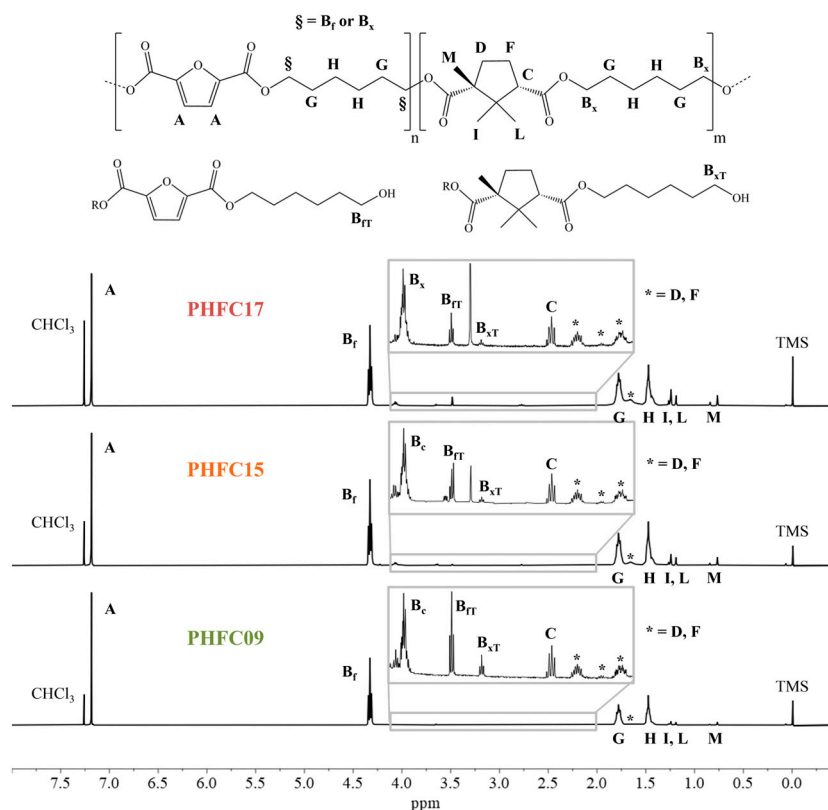 § = Bf or Bx
O O § H G § O M D F C O G H Bx
O O O G H n O I L O Bx H G O m
A A
O O OH BfT RO O
RO O O O OH BxT
A PHFC17 Bx BfT BxT C * * * * = D, F
CHCl3 Bf * TMS
G H I, L M
A PHFC15 Bc BfT BxT C * * * * = D, F
CHCl3 Bf * TMS
G H I, L M
A PHFC09 Bc BfT BxT C * * * * = D, F
CHCl3 Bf * TMS
G H I, L M
7.5 7.0 6.5 6.0 5.5 5.0 4.5 4.0 3.5 3.0 2.5 2.0 1.5 1.0 0.5 0.0
ppm